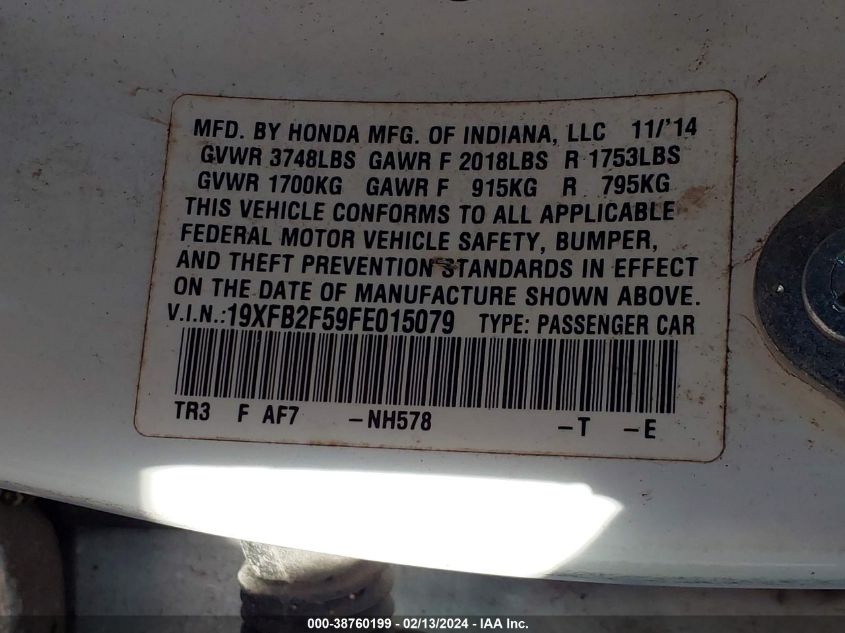 MFD. BY HONDA MFG. OF INDIANA, LLC 11/'14
GVWR 3748LBS GAWR F 2018LBS R 1753LBS
GVWR 1700KG GAWR F 915KG R 795KG
THIS VEHICLE CONFORMS TO ALL APPLICABLE
FEDERAL MOTOR VEHICLE SAFETY, BUMPER,
AND THEFT PREVENTION STANDARDS IN EFFECT
ON THE DATE OF MANUFACTURE SHOWN ABOVE.
V.I.N.:19XFB2F59FE015079 TYPE: PASSENGER CAR
TR3 F AF7 -NH578 -T -E
000-38760199 - 02/13/2024 - IAA Inc.